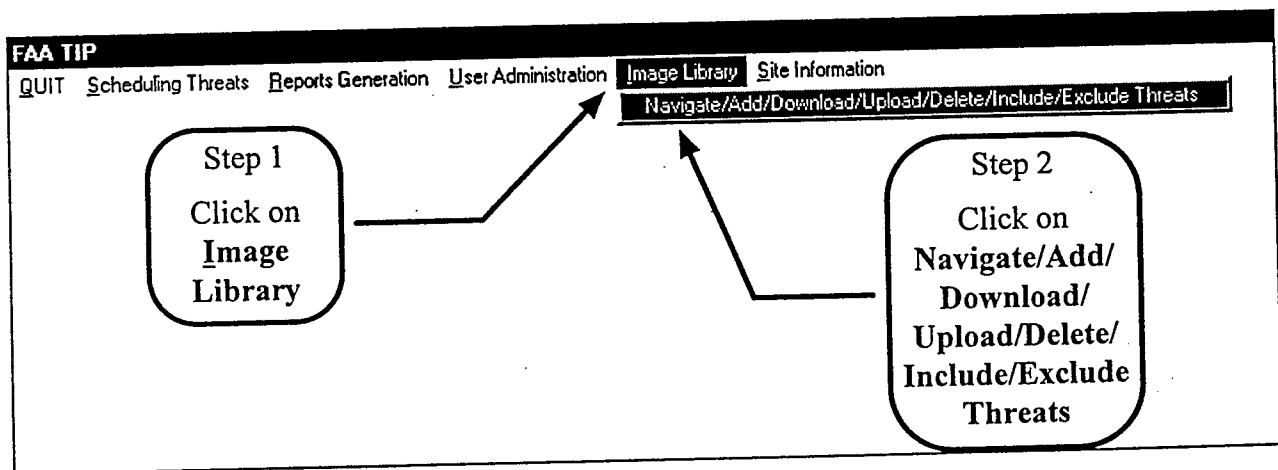 FAA TIP
QUIT Scheduling Threats Reports Generation User Administration Image Library Site Information
Navigate/Add/Download/Upload/Delete/Include/Exclude Threats
Step 1
Click on
Image
Library
Step 2
Click on
Navigate/Add/
Download/
Upload/Delete/
Include/Exclude
Threats